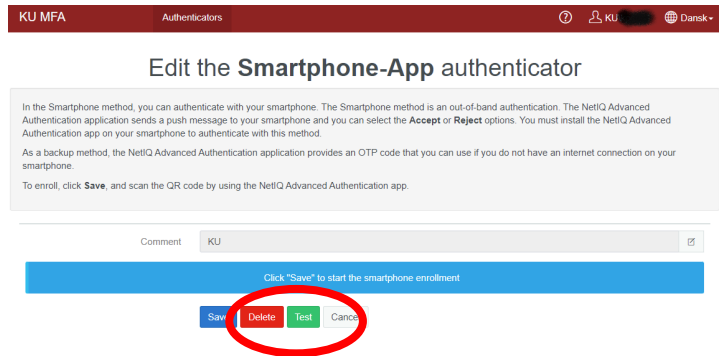 KU MFA Authenticators KU Dansk
Edit the Smartphone-App authenticator
In the Smartphone method, you can authenticate with your smartphone. The Smartphone method is an out-of-band authentication. The NetIQ Advanced
Authentication application sends a push message to your smartphone and you can select the Accept or Reject options. You must install the NetIQ Advanced
Authentication app on your smartphone to authenticate with this method.
As a backup method, the NetIQ Advanced Authentication application provides an OTP code that you can use if you do not have an internet connection on your
smartphone.
To enroll, click Save, and scan the QR code by using the NetIQ Advanced Authentication app.
Comment KU
Click "Save" to start the smartphone enrollment
Save Delete Test Cancel